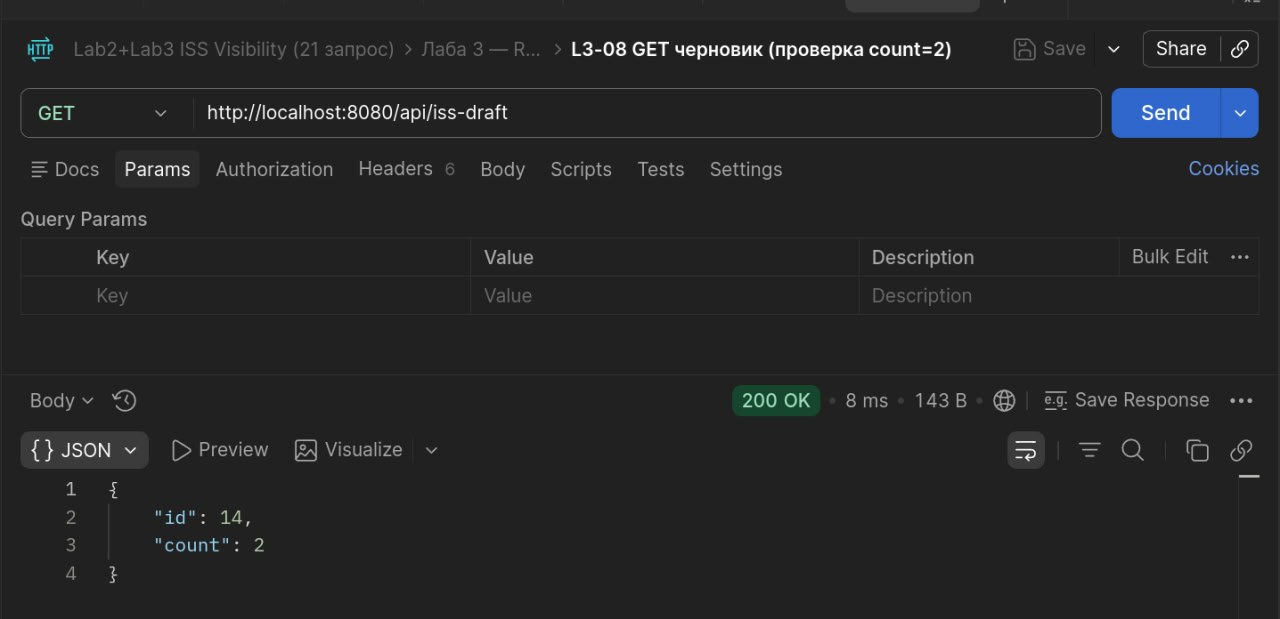 HTTP Lab2+Lab3 ISS Visibility (21 запрос) > Лаба 3 — R... > L3-08 GET черновик (проверка count=2) Save Share
GET http://localhost:8080/api/iss-draft Send
Docs Params Authorization Headers 6 Body Scripts Tests Settings Cookies
Query Params
Key Value Description Bulk Edit ...
Key Value Description
Body 200 OK • 8 ms • 143 B • e.g. Save Response ...
{} JSON Preview Visualize
1 {
2 "id": 14,
3 "count": 2
4 }